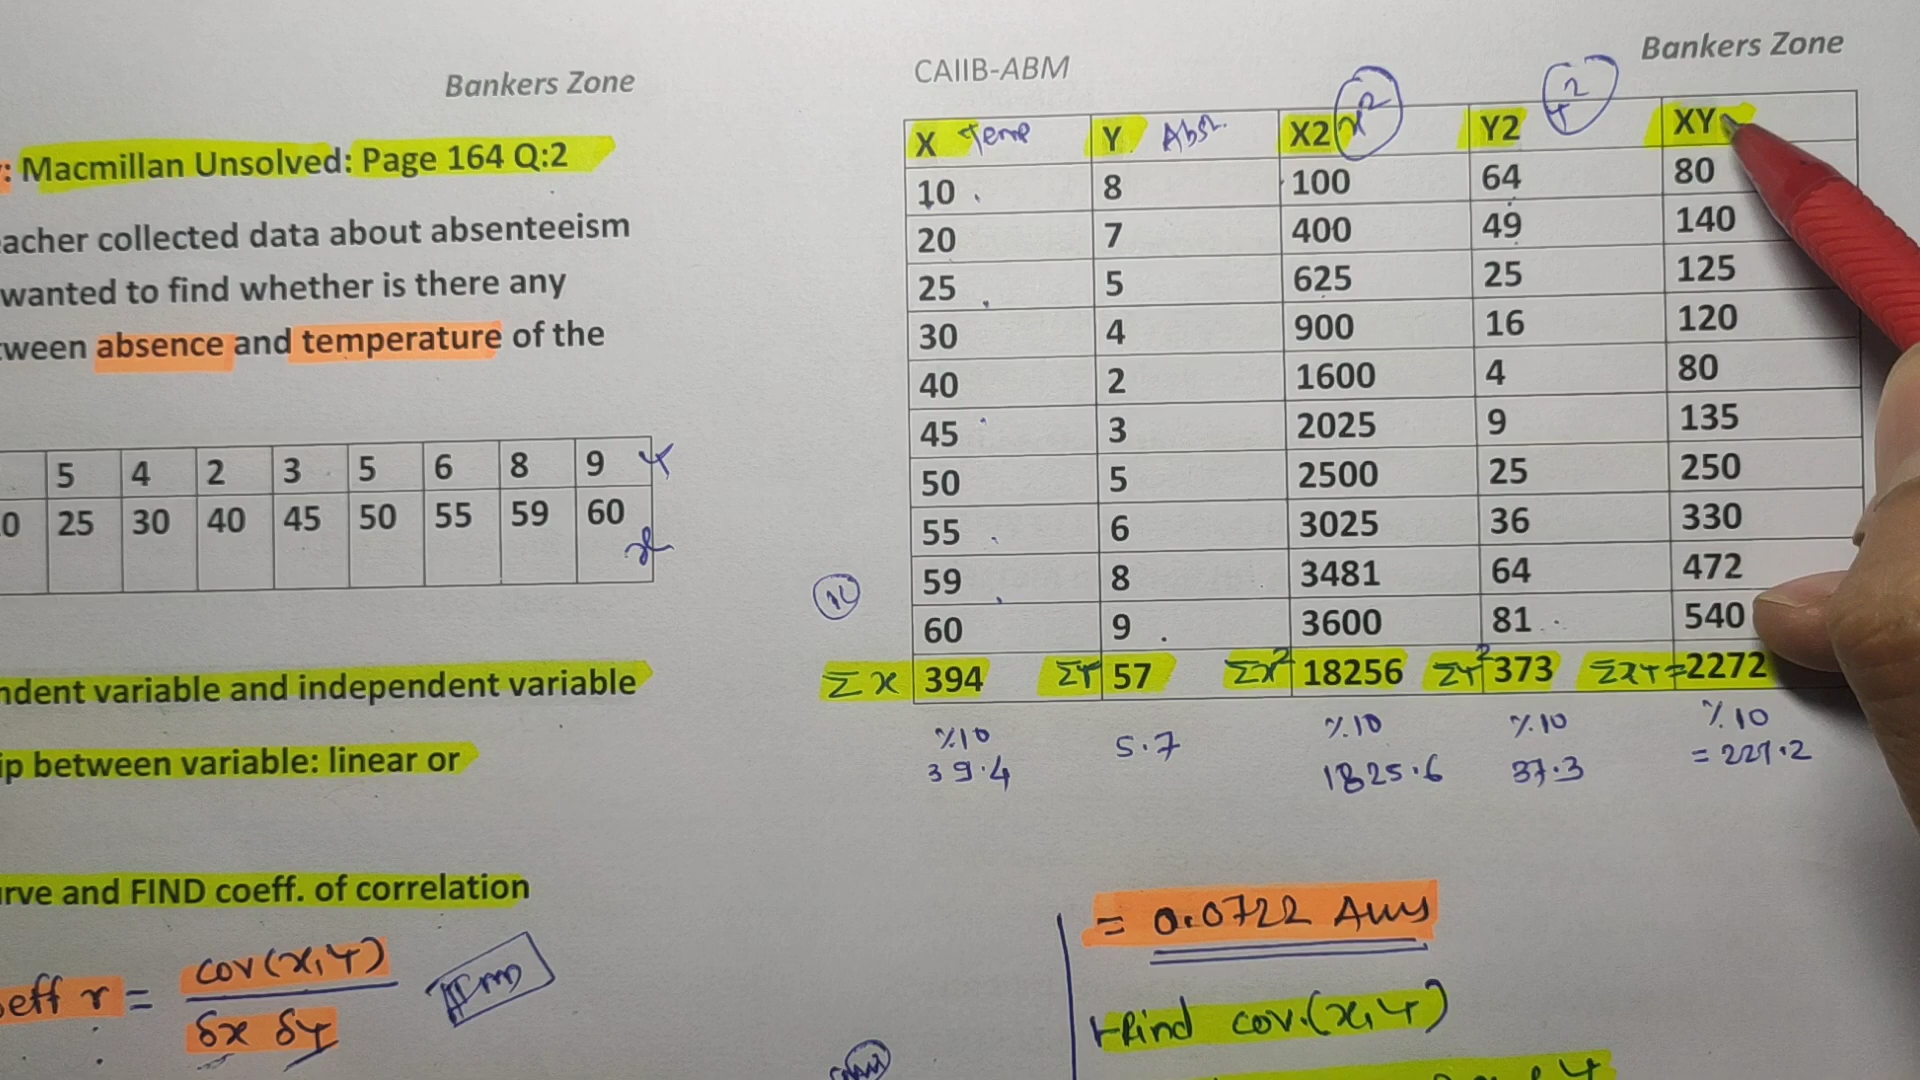 Bankers Zone
: Macmillan Unsolved: Page 164 Q:2
eacher collected data about absenteeism
wanted to find whether is there any
tween absence and temperature of the
5 4 2 3 5 6 8 9 Y
0 25 30 40 45 50 55 59 60 x
ndent variable and independent variable
ip between variable: linear or
urve and FIND coeff. of correlation
eff r = cov(x,Y)
δx δY
CAIIB-ABM
Bankers Zone
X Temp Y Abs X2 x² Y2 Y² XY
10 8 100 64 80
20 7 400 49 140
25 5 625 25 125
30 4 900 16 120
40 2 1600 4 80
45 3 2025 9 135
50 5 2500 25 250
55 6 3025 36 330
59 8 3481 64 472
60 9 3600 81 540
Σx 394 ΣY 57 Σx² 18256 ΣY² 373 ΣxY = 2272
%10 %10 %10 %10
39.4 5.7 1825.6 37.3 = 227.2
= 0.0722 Ans
Find cov.(x,Y)